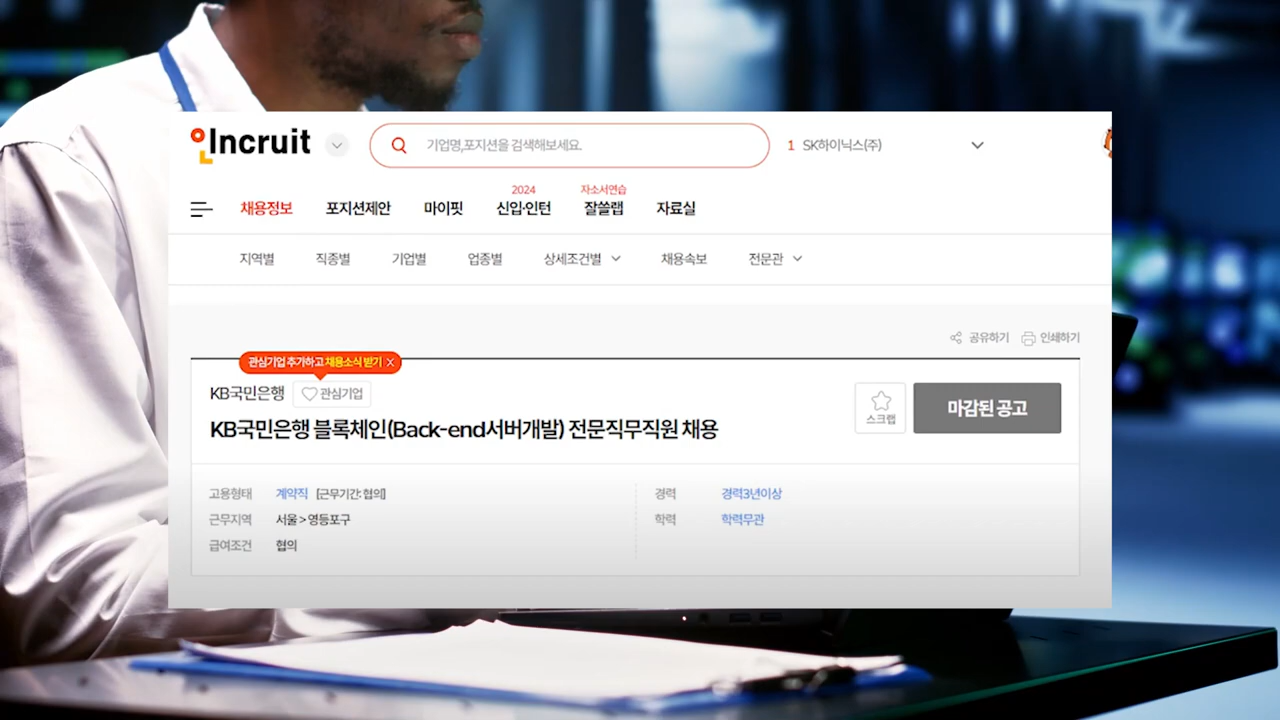 Incruit
기업명,포지션을 검색해보세요.
1 SK하이닉스(주)
2024 자소서연습
채용정보 포지션제안 마이핏 신입·인턴 잘쓸랩 자료실
지역별 직종별 기업별 업종별 상세조건별 채용속보 전문관
공유하기 인쇄하기
관심기업 추가하고 채용소식 받기 X
KB국민은행 관심기업
스크랩
마감된 공고
KB국민은행 블록체인(Back-end서버개발) 전문직무직원 채용
고용형태 계약직 [근무기간: 협의]
경력 경력3년이상
근무지역 서울 > 영등포구
학력 학력무관
급여조건 협의